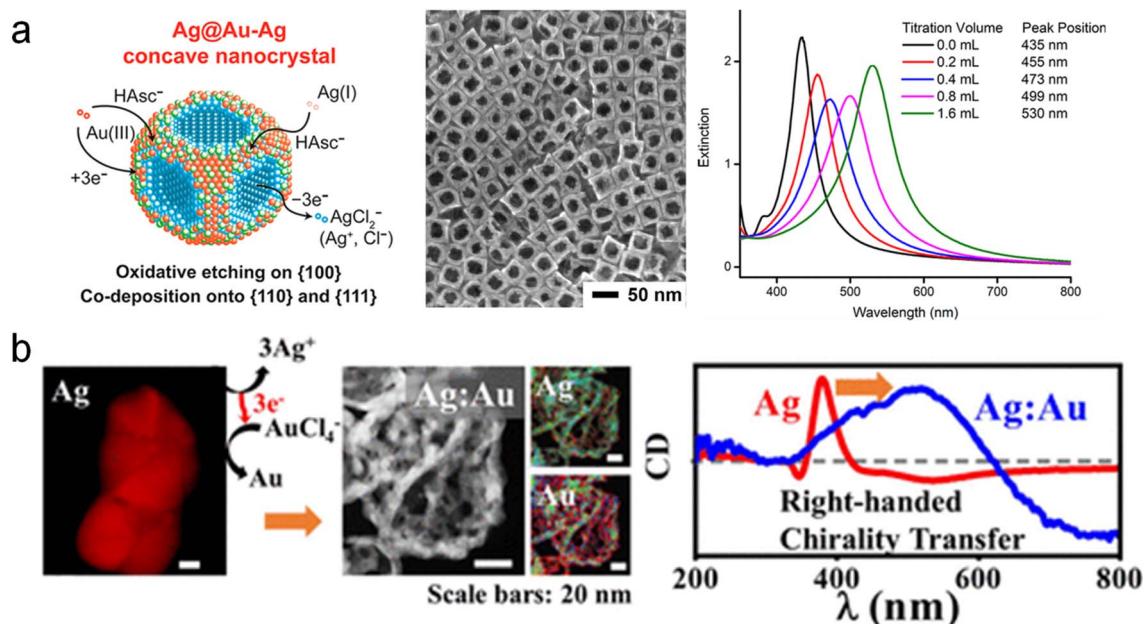 a
Ag@Au-Ag
concave nanocrystal
HAsc⁻
Ag(I)
Au(III)
HAsc⁻
+3e⁻
−3e⁻
AgCl₂⁻
(Ag⁺, Cl⁻)
Oxidative etching on {100}
Co-deposition onto {110} and {111}
50 nm
Titration Volume Peak Position
0.0 mL 435 nm
0.2 mL 455 nm
0.4 mL 473 nm
0.8 mL 499 nm
1.6 mL 530 nm
Extinction
2
1
0
400 500 600 700 800
Wavelength (nm)
b
Ag
3Ag⁺
3e⁻
AuCl₄⁻
Au
Ag:Au
Ag
Au
Scale bars: 20 nm
CD
Ag
Ag:Au
Right-handed
Chirality Transfer
200 400 600 800
λ (nm)